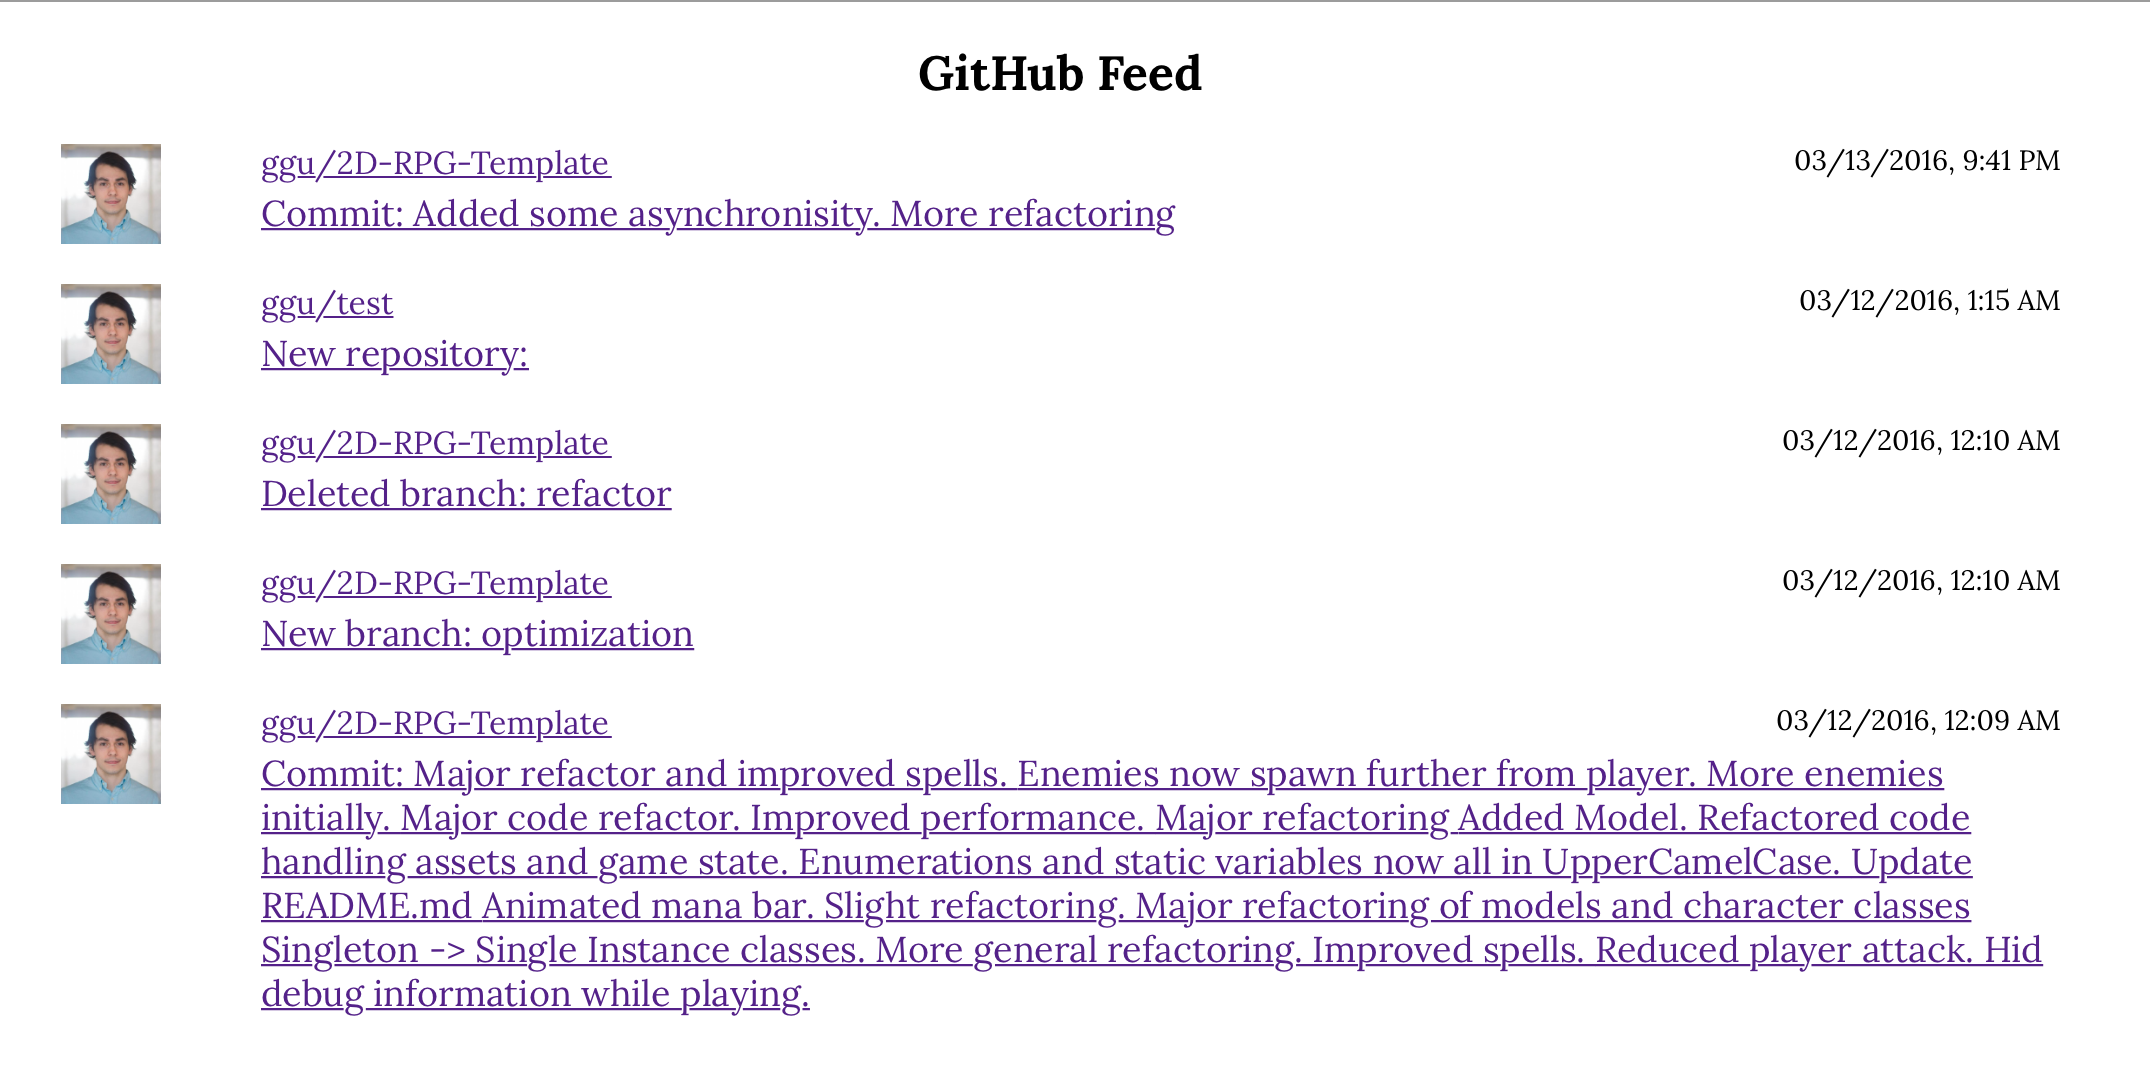 GitHub Feed
ggu/2D-RPG-Template 03/13/2016, 9:41 PM
Commit: Added some asynchronisity. More refactoring
ggu/test 03/12/2016, 1:15 AM
New repository:
ggu/2D-RPG-Template 03/12/2016, 12:10 AM
Deleted branch: refactor
ggu/2D-RPG-Template 03/12/2016, 12:10 AM
New branch: optimization
ggu/2D-RPG-Template 03/12/2016, 12:09 AM
Commit: Major refactor and improved spells. Enemies now spawn further from player. More enemies
initially. Major code refactor. Improved performance. Major refactoring Added Model. Refactored code
handling assets and game state. Enumerations and static variables now all in UpperCamelCase. Update
README.md Animated mana bar. Slight refactoring. Major refactoring of models and character classes
Singleton -> Single Instance classes. More general refactoring. Improved spells. Reduced player attack. Hid
debug information while playing.